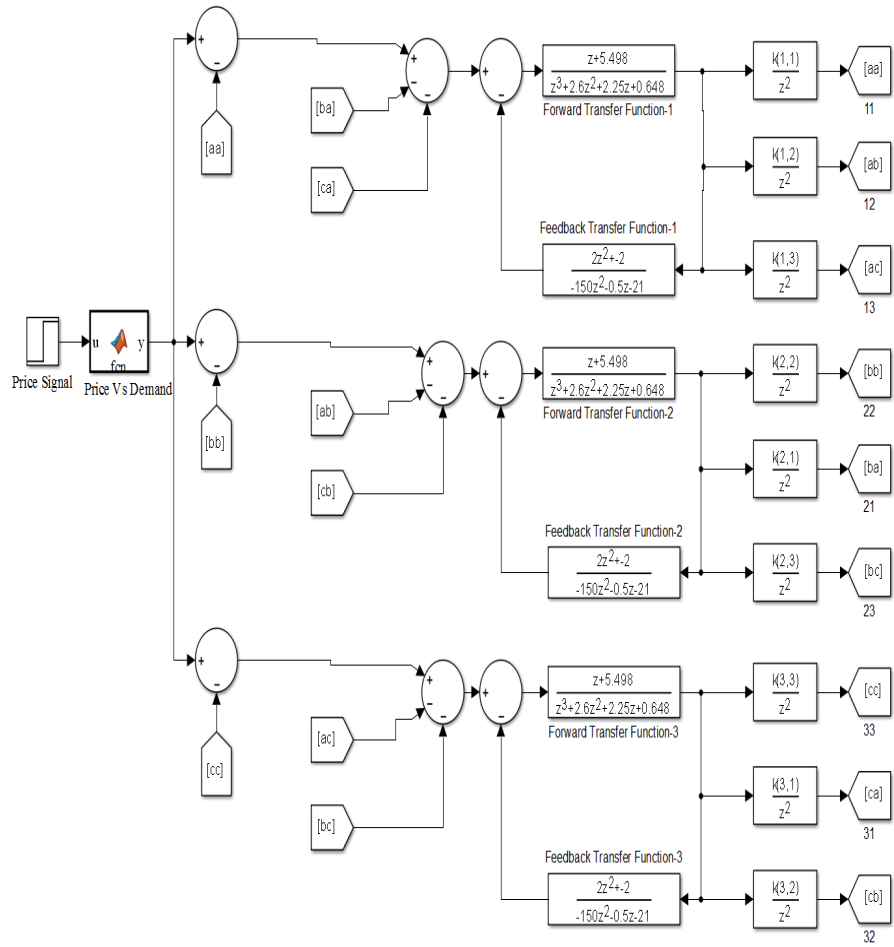 Price Signal
u
y
fcn
Price Vs Demand
+
−
[aa]
[ba]
[ca]
+
−
−
+
−
z+5.498
z³+2.6z²+2.25z+0.648
Forward Transfer Function-1
Feedback Transfer Function-1
2z²+-2
-150z²-0.5z-21
k(1,1)
z²
[aa]
11
k(1,2)
z²
[ab]
12
k(1,3)
z²
[ac]
13
+
−
[bb]
[ab]
[cb]
+
−
−
+
−
z+5.498
z³+2.6z²+2.25z+0.648
Forward Transfer Function-2
Feedback Transfer Function-2
2z²+-2
-150z²-0.5z-21
k(2,2)
z²
[bb]
22
k(2,1)
z²
[ba]
21
k(2,3)
z²
[bc]
23
+
−
[cc]
[ac]
[bc]
+
−
−
+
−
z+5.498
z³+2.6z²+2.25z+0.648
Forward Transfer Function-3
Feedback Transfer Function-3
2z²+-2
-150z²-0.5z-21
k(3,3)
z²
[cc]
33
k(3,1)
z²
[ca]
31
k(3,2)
z²
[cb]
32